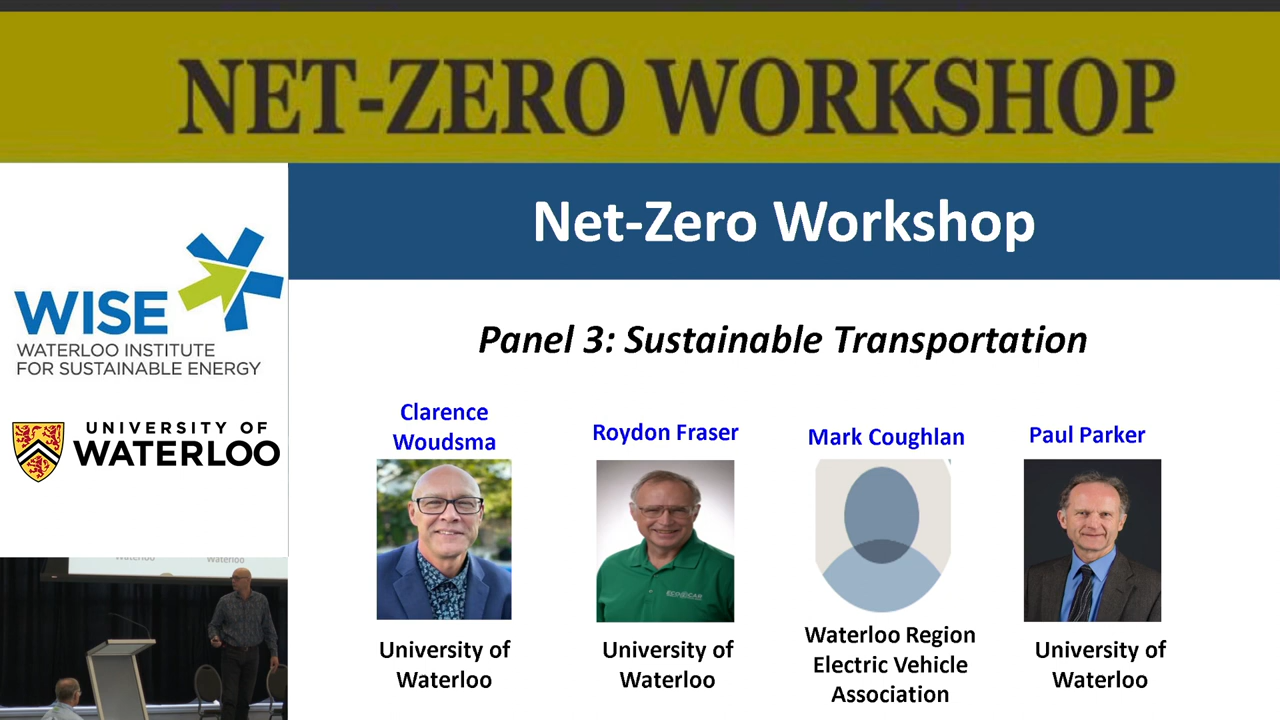 NET-ZERO WORKSHOP
Net-Zero Workshop
WISE
WATERLOO INSTITUTE
FOR SUSTAINABLE ENERGY
UNIVERSITY OF
WATERLOO
Panel 3: Sustainable Transportation
Clarence
Woudsma
Roydon Fraser
Mark Coughlan
Paul Parker
University of
Waterloo
University of
Waterloo
Waterloo Region
Electric Vehicle
Association
University of
Waterloo
Waterloo
Waterloo